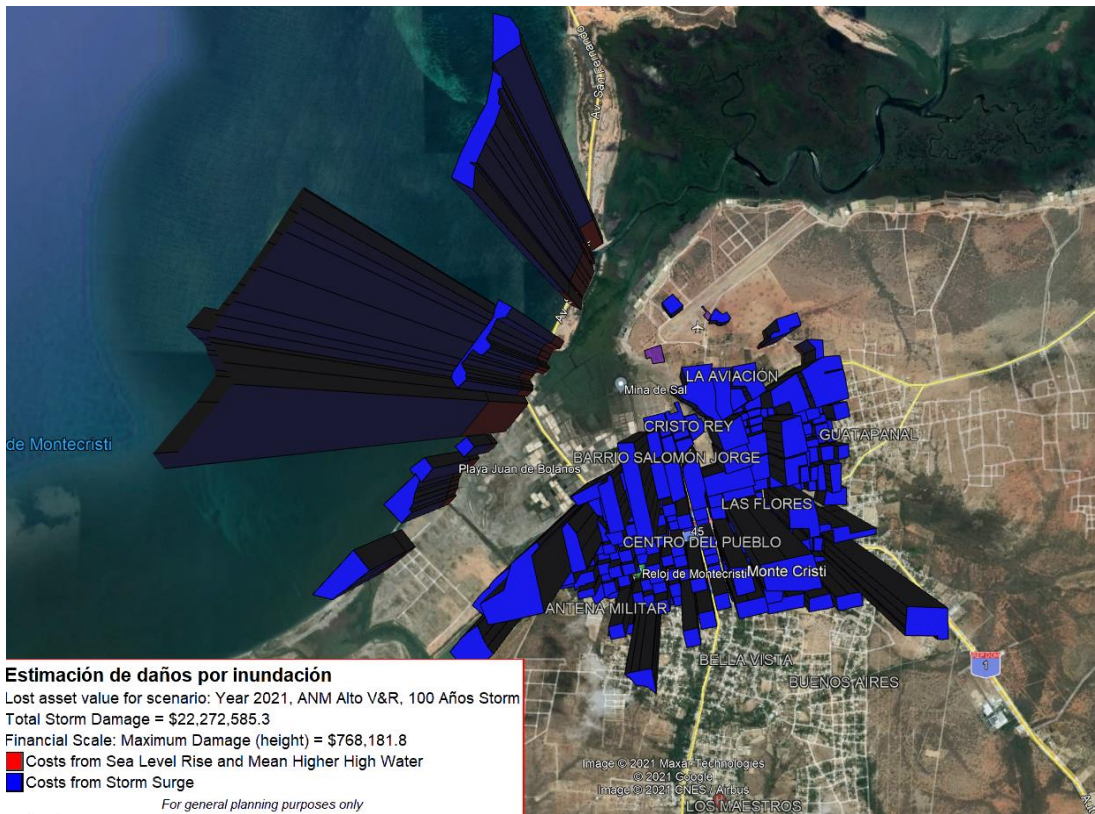 Av. San Fernando
Av.
LA AVIACIÓN
Mina de Sal
CRISTO REY
GUATAPANAL
de Montecristi
BARRIO SALOMÓN JORGE
Playa Juan de Bolaños
LAS FLORES
45
CENTRO DEL PUEBLO
Reloj de Montecristi
Monte Cristi
ANTENA MILITAR
BELLA VISTA
1
BUENOS AIRES
Estimación de daños por inundación
Lost asset value for scenario: Year 2021, ANM Alto V&R, 100 Años Storm
Total Storm Damage = $22,272,585.3
Financial Scale: Maximum Damage (height) = $768,181.8
Costs from Sea Level Rise and Mean Higher High Water
Costs from Storm Surge
For general planning purposes only
Image © 2021 Maxar Technologies
© 2021 Google
Image © 2021 CNES / Airbus
LOS MAESTROS